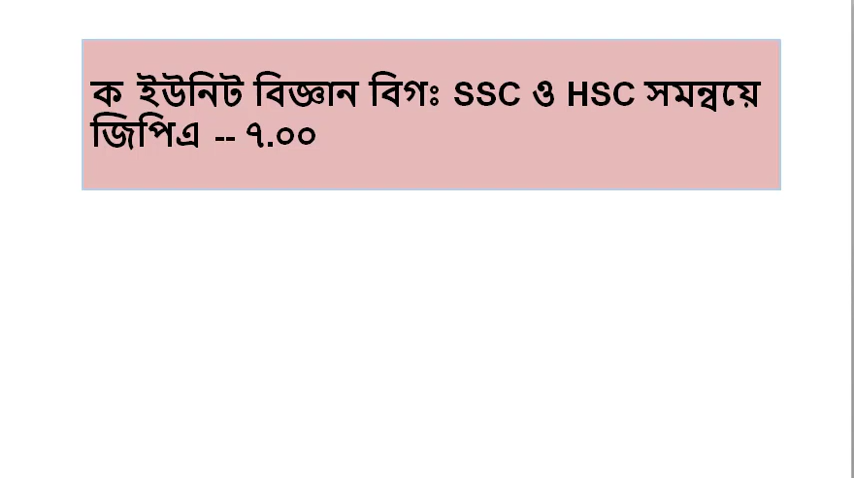 ক ইউনিট বিজ্ঞান বিগঃ SSC ও HSC সমন্বয়ে
জিপিএ -- ৭.০০